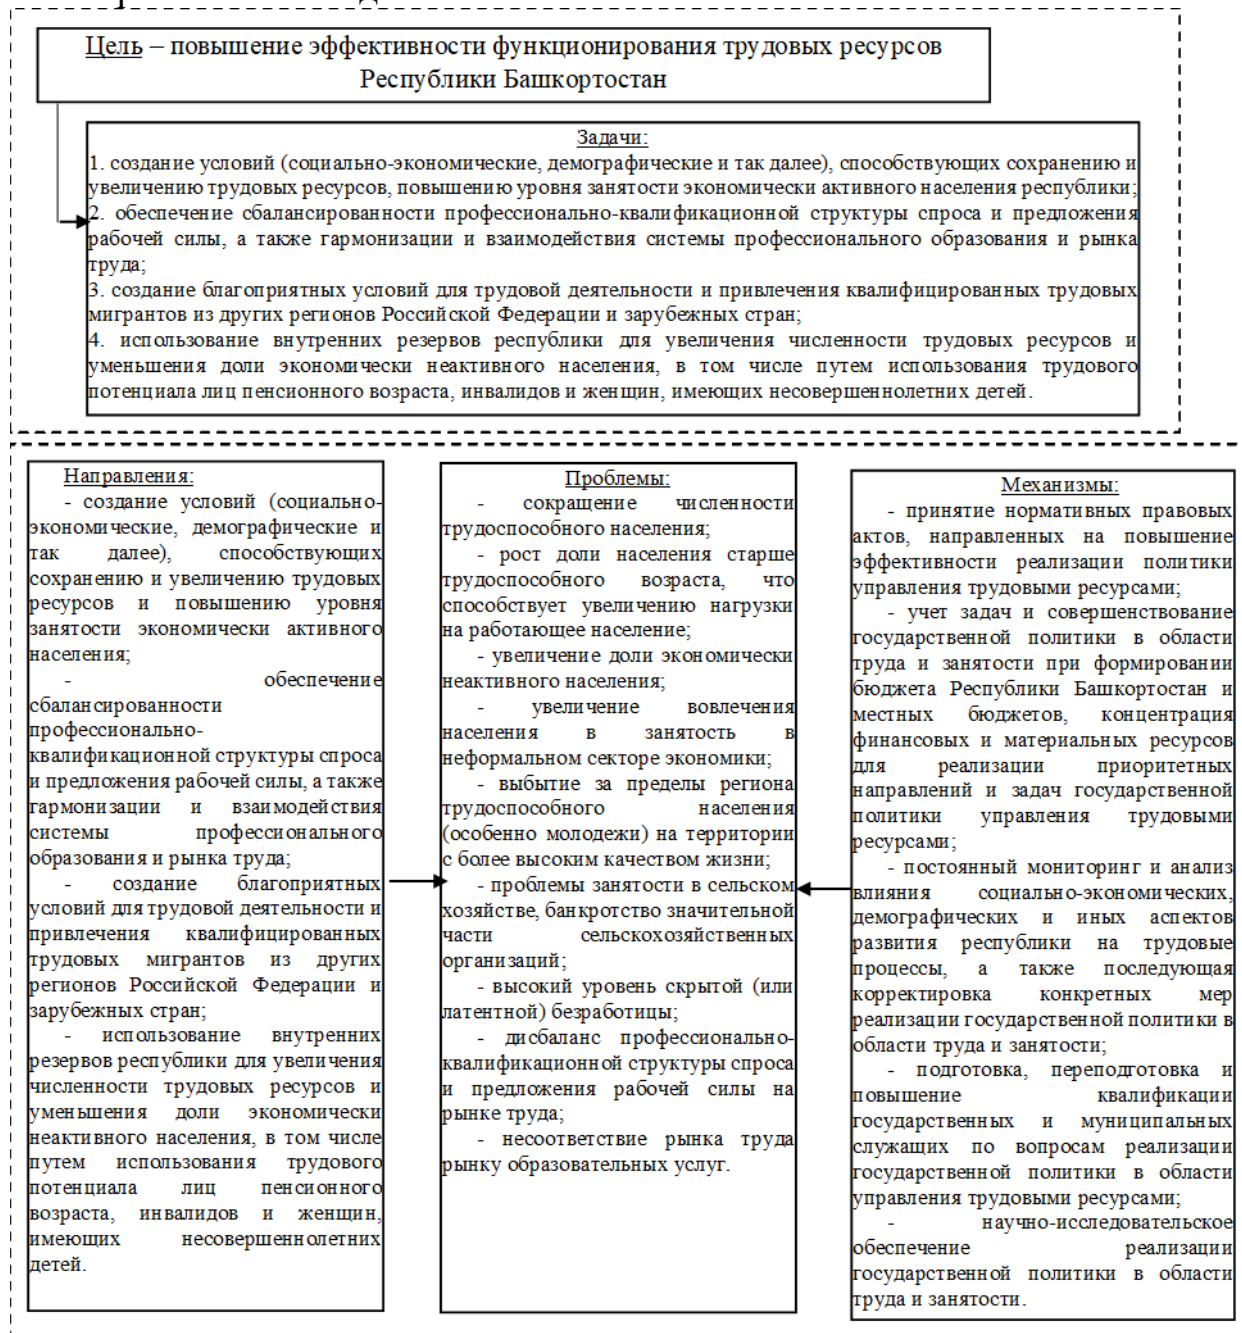 Цель – повышение эффективности функционирования трудовых ресурсов
Республики Башкортостан
Задачи:
1. создание условий (социально-экономические, демографические и так далее), способствующих сохранению и
увеличению трудовых ресурсов, повышению уровня занятости экономически активного населения республики;
2. обеспечение сбалансированности профессионально-квалификационной структуры спроса и предложения
рабочей силы, а также гармонизации и взаимодействия системы профессионального образования и рынка
труда;
3. создание благоприятных условий для трудовой деятельности и привлечения квалифицированных трудовых
мигрантов из других регионов Российской Федерации и зарубежных стран;
4. использование внутренних резервов республики для увеличения численности трудовых ресурсов и
уменьшения доли экономически неактивного населения, в том числе путем использования трудового
потенциала лиц пенсионного возраста, инвалидов и женщин, имеющих несовершеннолетних детей.
Направления:
- создание условий (социально-
экономические, демографические и
так далее), способствующих
сохранению и увеличению трудовых
ресурсов и повышению уровня
занятости экономически активного
населения;
- обеспечение
сбалансированности
профессионально-
квалификационной структуры спроса
и предложения рабочей силы, а также
гармонизации и взаимодействия
системы профессионального
образования и рынка труда;
- создание благоприятных
условий для трудовой деятельности и
привлечения квалифицированных
трудовых мигрантов из других
регионов Российской Федерации и
зарубежных стран;
- использование внутренних
резервов республики для увеличения
численности трудовых ресурсов и
уменьшения доли экономически
неактивного населения, в том числе
путем использования трудового
потенциала лиц пенсионного
возраста, инвалидов и женщин,
имеющих несовершеннолетних
детей.
Проблемы:
- сокращение численности
трудоспособного населения;
- рост доли населения старше
трудоспособного возраста, что
способствует увеличению нагрузки
на работающее население;
- увеличение доли экономически
неактивного населения;
- увеличение вовлечения
населения в занятость в
неформальном секторе экономики;
- выбытие за пределы региона
трудоспособного населения
(особенно молодежи) на территории
с более высоким качеством жизни;
- проблемы занятости в сельском
хозяйстве, банкротство значительной
части сельскохозяйственных
организаций;
- высокий уровень скрытой (или
латентной) безработицы;
- дисбаланс профессионально-
квалификационной структуры спроса
и предложения рабочей силы на
рынке труда;
- несоответствие рынка труда
рынку образовательных услуг.
Механизмы:
- принятие нормативных правовых
актов, направленных на повышение
эффективности реализации политики
управления трудовыми ресурсами;
- учет задач и совершенствование
государственной политики в области
труда и занятости при формировании
бюджета Республики Башкортостан и
местных бюджетов, концентрация
финансовых и материальных ресурсов
для реализации приоритетных
направлений и задач государственной
политики управления трудовыми
ресурсами;
- постоянный мониторинг и анализ
влияния социально-экономических,
демографических и иных аспектов
развития республики на трудовые
процессы, а также последующая
корректировка конкретных мер
реализации государственной политики в
области труда и занятости;
- подготовка, переподготовка и
повышение квалификации
государственных и муниципальных
служащих по вопросам реализации
государственной политики в области
управления трудовыми ресурсами;
- научно-исследовательское
обеспечение реализации
государственной политики в области
труда и занятости.